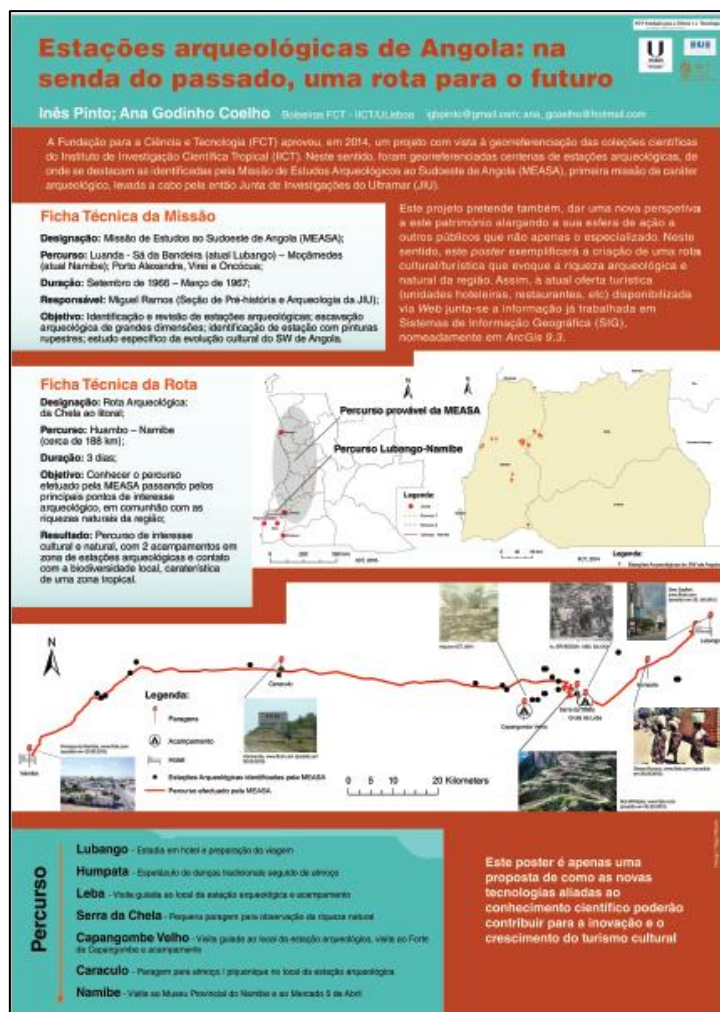 Estações arqueológicas de Angola: na
senda do passado, uma rota para o futuro
Inês Pinto; Ana Godinho Coelho Bolseiras FCT - IICT/ULisboa
A Fundação para a Ciência e Tecnologia (FCT) aprovou, em 2014, um projeto com vista à georreferenciação das coleções científicas
do Instituto de Investigação Científica Tropical (IICT). Neste sentido, foram georreferenciadas centenas de estações arqueológicas, de
onde se destacam as identificadas pela Missão de Estudos Arqueológicos ao Sudoeste de Angola (MEASA), primeira missão de caráter
arqueológico, levada a cabo pela então Junta de Investigações do Ultramar (JIU).
Ficha Técnica da Missão
Designação: Missão de Estudos ao Sudoeste de Angola (MEASA);
Percurso: Luanda - Sá da Bandeira (atual Lubango) – Moçâmedes
(atual Namibe); Porto Alexandre, Virei e Oncócua;
Duração: Setembro de 1966 – Março de 1967;
Responsável: Miguel Ramos (Seção de Pré-história e Arqueologia da JIU);
Objetivo: Identificação e revisão de estações arqueológicas; escavação
arqueológica de grandes dimensões; identificação de estação com pinturas
rupestres; estudo específico da evolução cultural do SW de Angola.
Este projeto pretende também, dar uma nova perspetiva
a este património alargando a sua esfera de ação a
outros públicos que não apenas o especializado. Neste
sentido, este poster exemplificará a criação de uma rota
cultural/turística que evoque a riqueza arqueológica e
natural da região. Assim, à atual oferta turística
(unidades hoteleiras, restaurantes, etc) disponibilizada
via Web junta-se a informação já trabalhada em
Sistemas de Informação Geográfica (SIG),
nomeadamente em ArcGis 9.3.
Ficha Técnica da Rota
Designação: Rota Arqueológica:
da Chela ao litoral;
Percurso: Huambo – Namibe
(cerca de 188 km);
Duração: 3 dias;
Objetivo: Conhecer o percurso
efetuado pela MEASA passando pelos
principais pontos de interesse
arqueológico, em comunhão com as
riquezas naturais da região;
Resultado: Percurso de interesse
cultural e natural, com 2 acampamentos em
zona de estações arqueológicas e contato
com a biodiversidade local, caraterística
de uma zona tropical.
N
N
Percurso provável da MEASA
Percurso Lubango-Namibe
Legenda:
Legenda:
Estações Arqueológicas do SW de Angola
N
Legenda:
Paragens
Acampamento
Hotel
Estações Arqueológicas identificadas pela MEASA
Percurso efectuado pela MEASA
0 5 10 20 Kilometers
Namibe
Caraculo
Capangombe Velho
Serra da Chela
Gruta da Leba
Humpata
Lubango
Percurso
Lubango - Estadia em hotel e preparação da viagem
Humpata - Espetáculo de danças tradicionais seguido de almoço
Leba - Visita guiada ao local da estação arqueológica e acampamento
Serra da Chela - Pequena paragem para observação da riqueza natural
Capangombe Velho - Visita guiada ao local da estação arqueológica, visita ao Forte
de Capangombe e acampamento
Caraculo - Paragem para almoço / piquenique no local da estação arqueológica
Namibe - Visita ao Museu Provincial do Namibe e ao Mercado 5 de Abril
Este poster é apenas uma
proposta de como as novas
tecnologias aliadas ao
conhecimento científico poderão
contribuir para a inovação e o
crescimento do turismo cultural